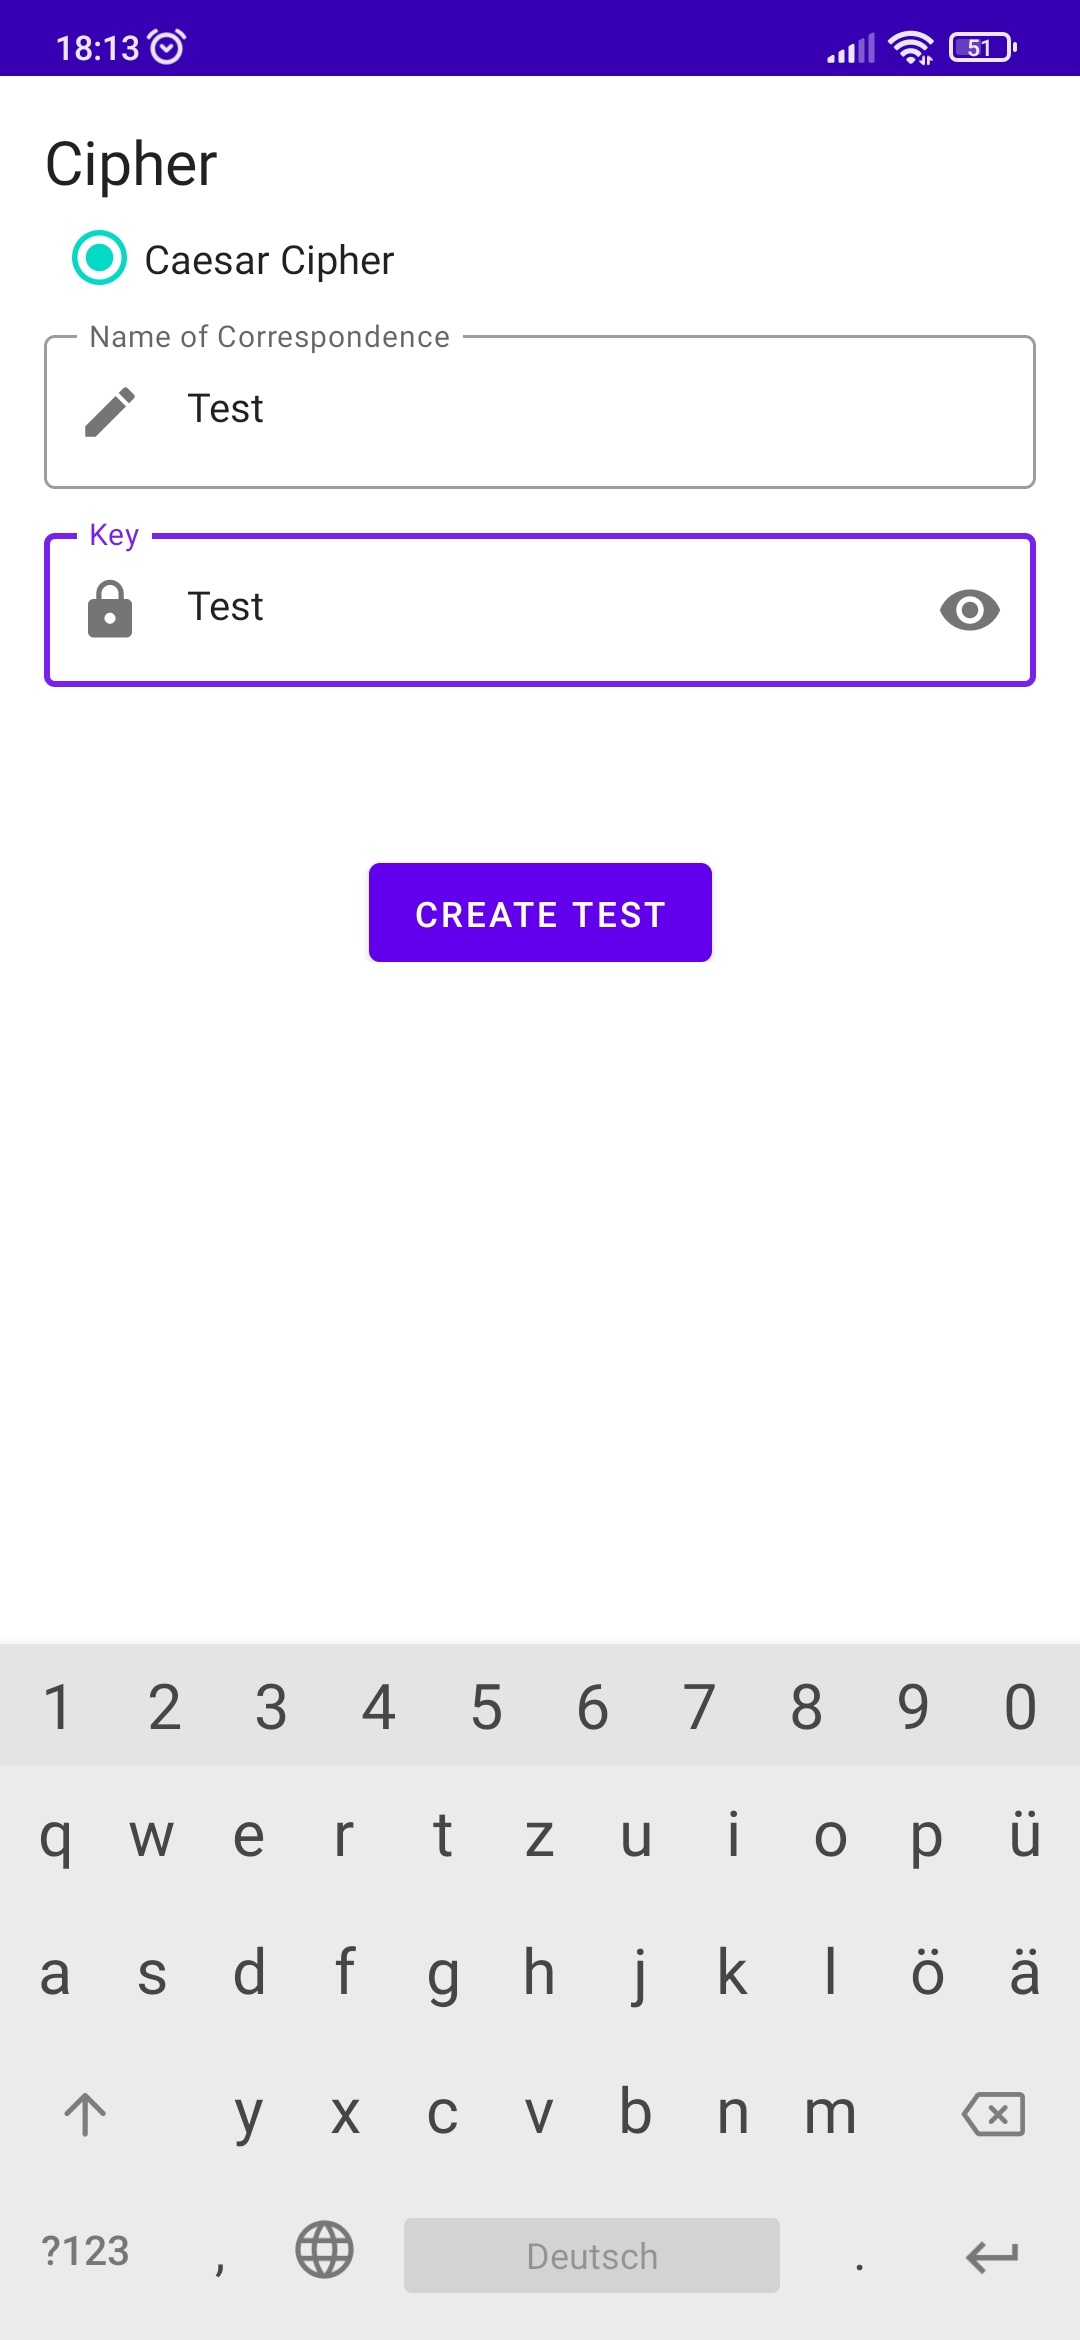 18:13
51
Cipher
Caesar Cipher
Name of Correspondence
Test
Key
Test
CREATE TEST
1 2 3 4 5 6 7 8 9 0
q w e r t z u i o p ü
a s d f g h j k l ö ä
y x c v b n m
?123 , Deutsch .